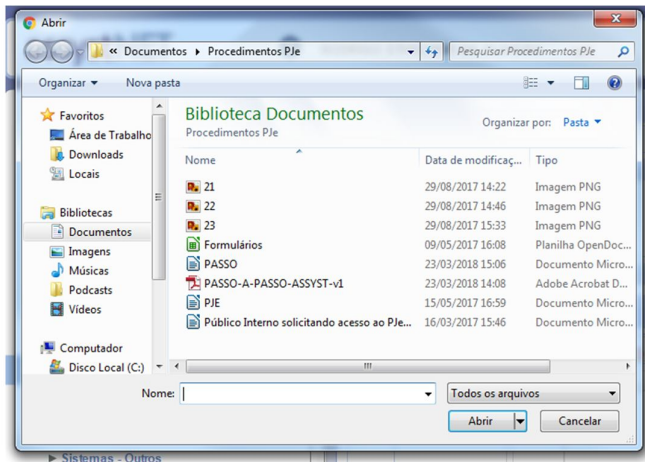 Abrir
« Documentos ▸ Procedimentos PJe
Pesquisar Procedimentos PJe
Organizar ▾ Nova pasta
Favoritos
Área de Trabalho
Downloads
Locais
Bibliotecas
Documentos
Imagens
Músicas
Podcasts
Vídeos
Computador
Disco Local (C:)
Biblioteca Documentos
Procedimentos PJe
Organizar por: Pasta ▾
Nome Data de modificaç... Tipo
21 29/08/2017 14:22 Imagem PNG
22 29/08/2017 14:46 Imagem PNG
23 29/08/2017 15:33 Imagem PNG
Formulários 09/05/2017 16:08 Planilha OpenDoc...
PASSO 23/03/2018 15:06 Documento Micro...
PASSO-A-PASSO-ASSYST-v1 23/03/2018 14:08 Adobe Acrobat D...
PJE 15/05/2017 16:59 Documento Micro...
Público Interno solicitando acesso ao PJe... 16/03/2017 15:46 Documento Micro...
Nome:
Todos os arquivos
Abrir
Cancelar
Sistemas - Outros